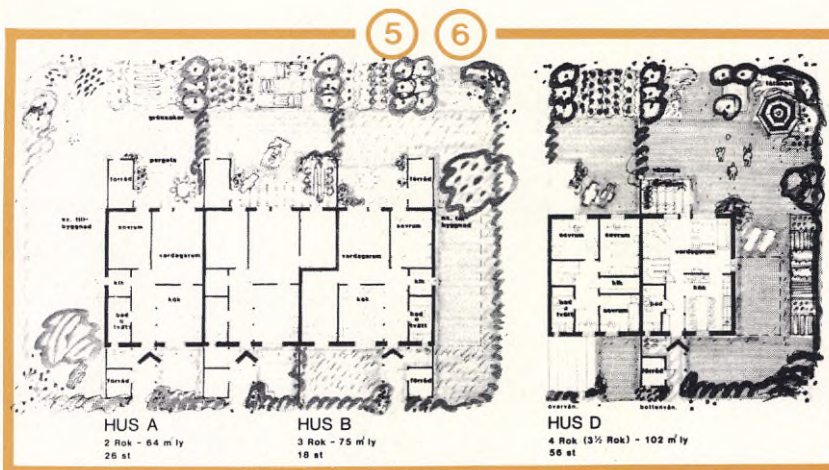 5 6
grönsaker
pergola
förråd
förråd
ev. till-
byggnad
sovrum
vardagsrum
klk
kök
bad
o
tvätt
förråd
vardagsrum
sovrum
klk
kök
bad
o
tvätt
förråd
ev. till-
byggnad
HUS A
2 Rok - 64 m² ly
26 st
HUS B
3 Rok - 75 m² ly
18 st
sovrum
sovrum
klk
bad
o
tvätt
sovrum
övervån.
vardagsrum
kök
bad
förråd
bottenvån.
HUS D
4 Rok (3½ Rok) - 102 m² ly
56 st